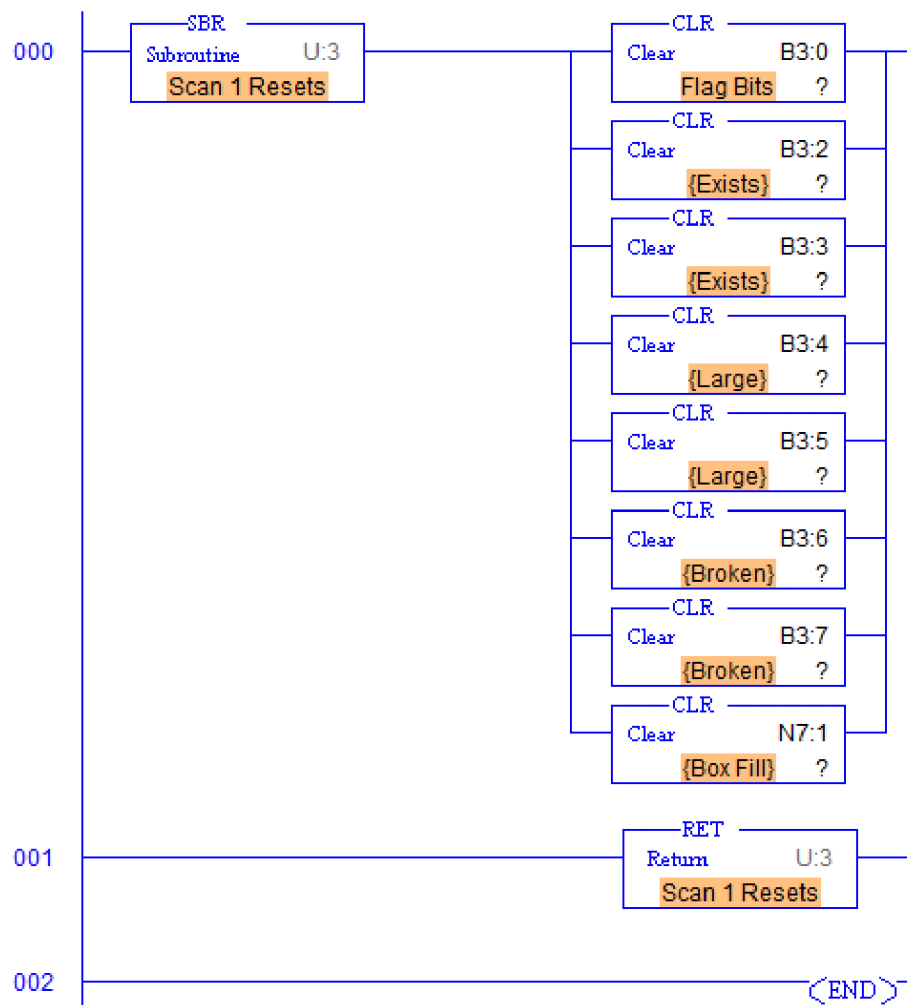 SBR
000 Subroutine U:3
Scan 1 Resets
CLR
Clear B3:0
Flag Bits ?
CLR
Clear B3:2
{Exists} ?
CLR
Clear B3:3
{Exists} ?
CLR
Clear B3:4
{Large} ?
CLR
Clear B3:5
{Large} ?
CLR
Clear B3:6
{Broken} ?
CLR
Clear B3:7
{Broken} ?
CLR
Clear N7:1
{Box Fill} ?
RET
001 Return U:3
Scan 1 Resets
002 END